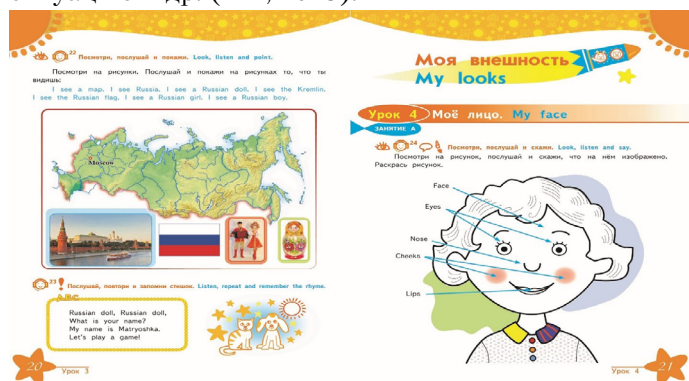 22 Посмотри, послушай и покажи. Look, listen and point.
Посмотри на рисунки. Послушай и покажи на рисунках то, что ты
видишь:
I see a map. I see Russia. I see a Russian doll. I see the Kremlin.
I see the Russian flag. I see a Russian girl. I see a Russian boy.
Moscow
23 Послушай, повтори и запомни стишок. Listen, repeat and remember the rhyme.
ABC
Russian doll, Russian doll,
What is your name?
My name is Matryoshka.
Let's play a game!
20 Урок 3
Моя внешность
My looks
Урок 4 Моё лицо. My face
ЗАНЯТИЕ А
24 Посмотри, послушай и скажи. Look, listen and say.
Посмотри на рисунок, послушай и скажи, что на нём изображено.
Раскрась рисунок.
Face
Eyes
Nose
Cheeks
Lips
Урок 4 21